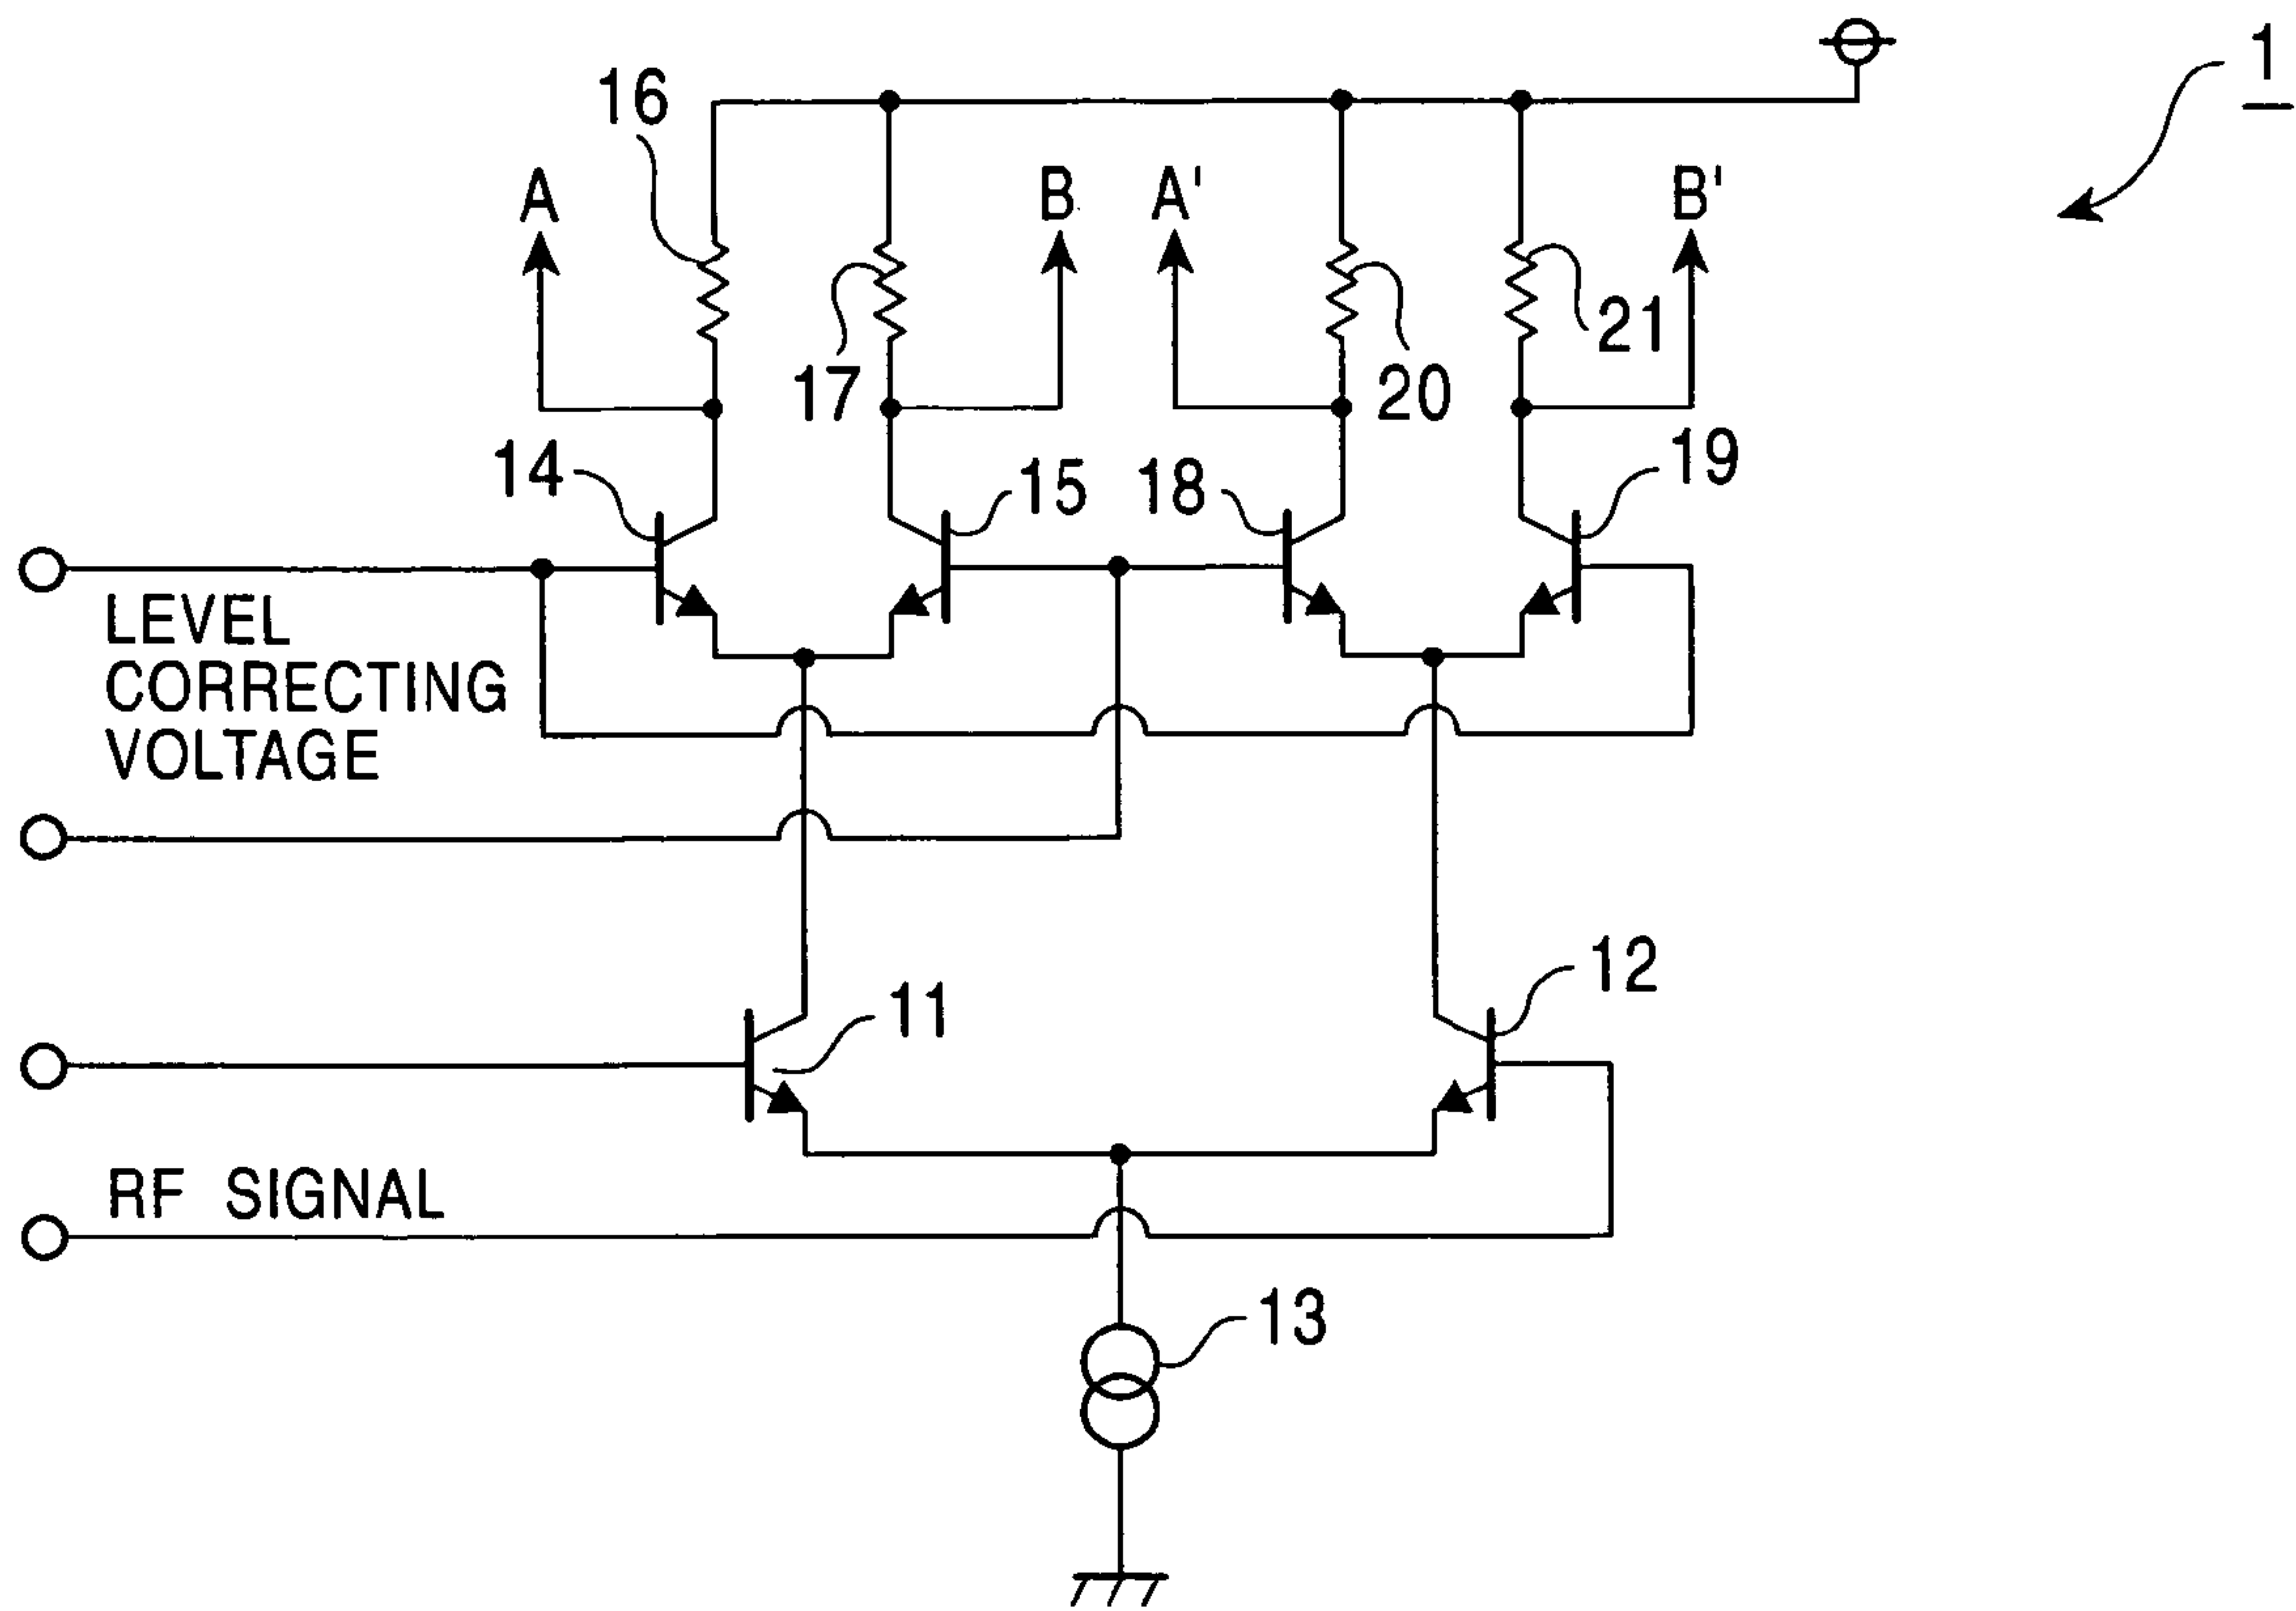 1
16
A
B
A'
B'
17
20
21
14
15
18
19
LEVEL
CORRECTING
VOLTAGE
11
12
RF SIGNAL
13